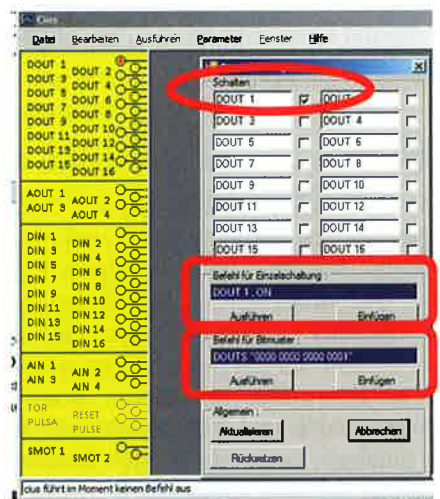 Datei Bearbeiten Ausführen Parameter Fenster Hilfe
DOUT 1 DOUT 2
DOUT 3 DOUT 4
DOUT 5 DOUT 6
DOUT 7 DOUT 8
DOUT 9 DOUT 10
DOUT 11 DOUT 12
DOUT 13 DOUT 14
DOUT 15 DOUT 16
AOUT 1 AOUT 2
AOUT 3 AOUT 4
DIN 1 DIN 2
DIN 3 DIN 4
DIN 5 DIN 6
DIN 7 DIN 8
DIN 9 DIN 10
DIN 11 DIN 12
DIN 13 DIN 14
DIN 15 DIN 16
AIN 1 AIN 2
AIN 3 AIN 4
TOR RESET
PULSA PULSE
SMOT 1 SMOT 2
Schalten
DOUT 1 DOUT
DOUT 3 DOUT 4
DOUT 5 DOUT 6
DOUT 7 DOUT 8
DOUT 9 DOUT 10
DOUT 11 DOUT 12
DOUT 13 DOUT 14
DOUT 15 DOUT 16
Befehl für Einzelschaltung :
DOUT 1 , ON
Ausführen Einfügen
Befehl für Bitmuster :
DOUTS "0000 0000 0000 0001"
Ausführen Einfügen
Allgemein :
Aktualisieren Abbrechen
Rücksetzen
cius führt im Moment keinen Befehl aus